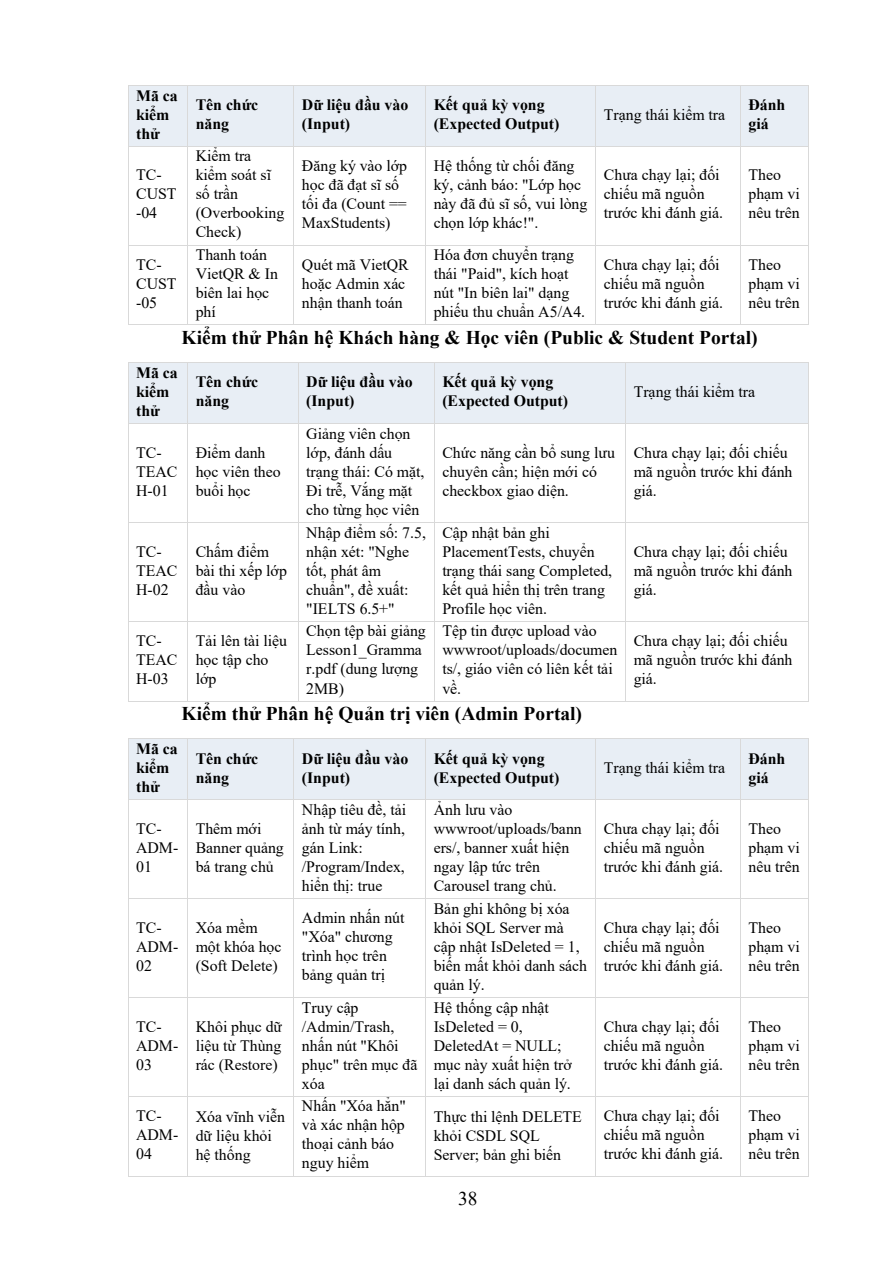 Mã ca kiểm thử | Tên chức năng | Dữ liệu đầu vào (Input) | Kết quả kỳ vọng (Expected Output) | Trạng thái kiểm tra | Đánh giá
TC-CUST-04 | Kiểm tra kiểm soát sĩ số trần (Overbooking Check) | Đăng ký vào lớp học đã đạt sĩ số tối đa (Count == MaxStudents) | Hệ thống từ chối đăng ký, cảnh báo: "Lớp học này đã đủ sĩ số, vui lòng chọn lớp khác!". | Chưa chạy lại; đối chiếu mã nguồn trước khi đánh giá. | Theo phạm vi nêu trên
TC-CUST-05 | Thanh toán VietQR & In biên lai học phí | Quét mã VietQR hoặc Admin xác nhận thanh toán | Hóa đơn chuyển trạng thái "Paid", kích hoạt nút "In biên lai" dạng phiếu thu chuẩn A5/A4. | Chưa chạy lại; đối chiếu mã nguồn trước khi đánh giá. | Theo phạm vi nêu trên
Kiểm thử Phân hệ Khách hàng & Học viên (Public & Student Portal)
Mã ca kiểm thử | Tên chức năng | Dữ liệu đầu vào (Input) | Kết quả kỳ vọng (Expected Output) | Trạng thái kiểm tra
TC-TEACH-01 | Điểm danh học viên theo buổi học | Giảng viên chọn lớp, đánh dấu trạng thái: Có mặt, Đi trễ, Vắng mặt cho từng học viên | Chức năng cần bổ sung lưu chuyên cần; hiện mới có checkbox giao diện. | Chưa chạy lại; đối chiếu mã nguồn trước khi đánh giá.
TC-TEACH-02 | Chấm điểm bài thi xếp lớp đầu vào | Nhập điểm số: 7.5, nhận xét: "Nghe tốt, phát âm chuẩn", đề xuất: "IELTS 6.5+" | Cập nhật bản ghi PlacementTests, chuyển trạng thái sang Completed, kết quả hiển thị trên trang Profile học viên. | Chưa chạy lại; đối chiếu mã nguồn trước khi đánh giá.
TC-TEACH-03 | Tải lên tài liệu học tập cho lớp | Chọn tệp bài giảng Lesson1_Grammar.pdf (dung lượng 2MB) | Tệp tin được upload vào wwwroot/uploads/documents/, giáo viên có liên kết tải về. | Chưa chạy lại; đối chiếu mã nguồn trước khi đánh giá.
Kiểm thử Phân hệ Quản trị viên (Admin Portal)
Mã ca kiểm thử | Tên chức năng | Dữ liệu đầu vào (Input) | Kết quả kỳ vọng (Expected Output) | Trạng thái kiểm tra | Đánh giá
TC-ADM-01 | Thêm mới Banner quảng bá trang chủ | Nhập tiêu đề, tải ảnh từ máy tính, gán Link: /Program/Index, hiển thị: true | Ảnh lưu vào wwwroot/uploads/banners/, banner xuất hiện ngay lập tức trên Carousel trang chủ. | Chưa chạy lại; đối chiếu mã nguồn trước khi đánh giá. | Theo phạm vi nêu trên
TC-ADM-02 | Xóa mềm một khóa học (Soft Delete) | Admin nhấn nút "Xóa" chương trình học trên bảng quản trị | Bản ghi không bị xóa khỏi SQL Server mà cập nhật IsDeleted = 1, biến mất khỏi danh sách quản lý. | Chưa chạy lại; đối chiếu mã nguồn trước khi đánh giá. | Theo phạm vi nêu trên
TC-ADM-03 | Khôi phục dữ liệu từ Thùng rác (Restore) | Truy cập /Admin/Trash, nhấn nút "Khôi phục" trên mục đã xóa | Hệ thống cập nhật IsDeleted = 0, DeletedAt = NULL; mục này xuất hiện trở lại danh sách quản lý. | Chưa chạy lại; đối chiếu mã nguồn trước khi đánh giá. | Theo phạm vi nêu trên
TC-ADM-04 | Xóa vĩnh viễn dữ liệu khỏi hệ thống | Nhấn "Xóa hẳn" và xác nhận hộp thoại cảnh báo nguy hiểm | Thực thi lệnh DELETE khỏi CSDL SQL Server; bản ghi biến | Chưa chạy lại; đối chiếu mã nguồn trước khi đánh giá. | Theo phạm vi nêu trên
38